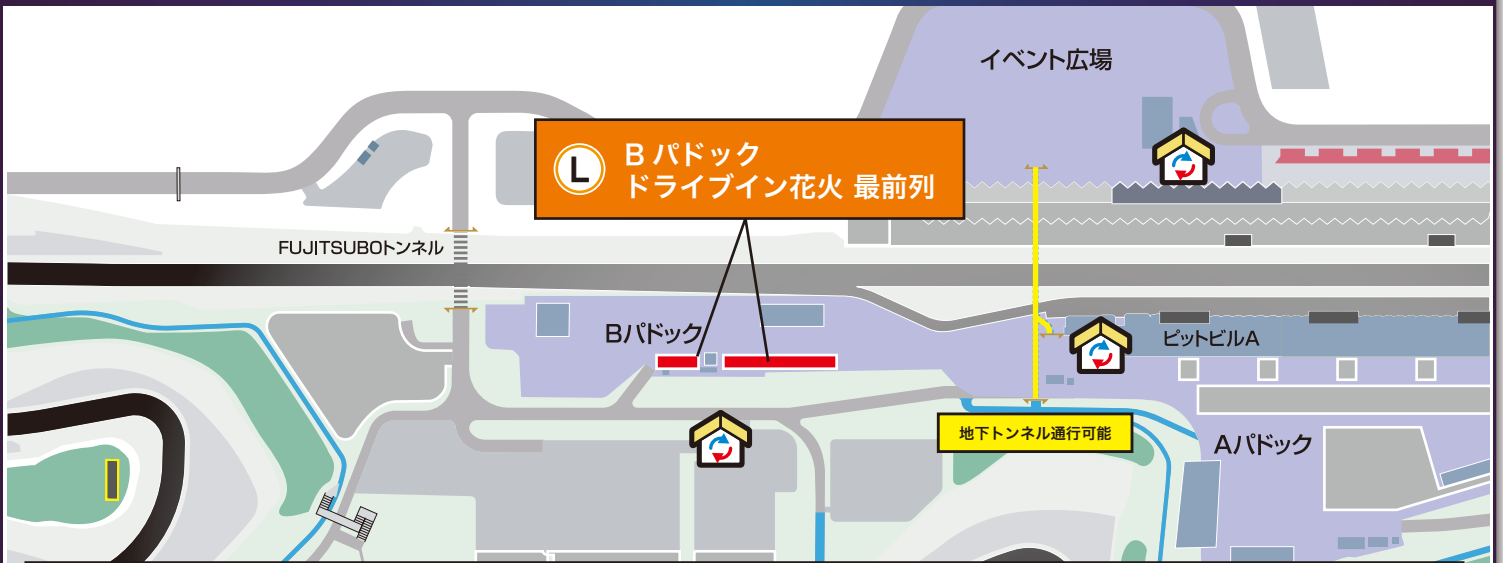 イベント広場
L
B パドック
ドライブイン花火 最前列
FUJITSUBOトンネル
Bパドック
ピットビルA
地下トンネル通行可能
Aパドック